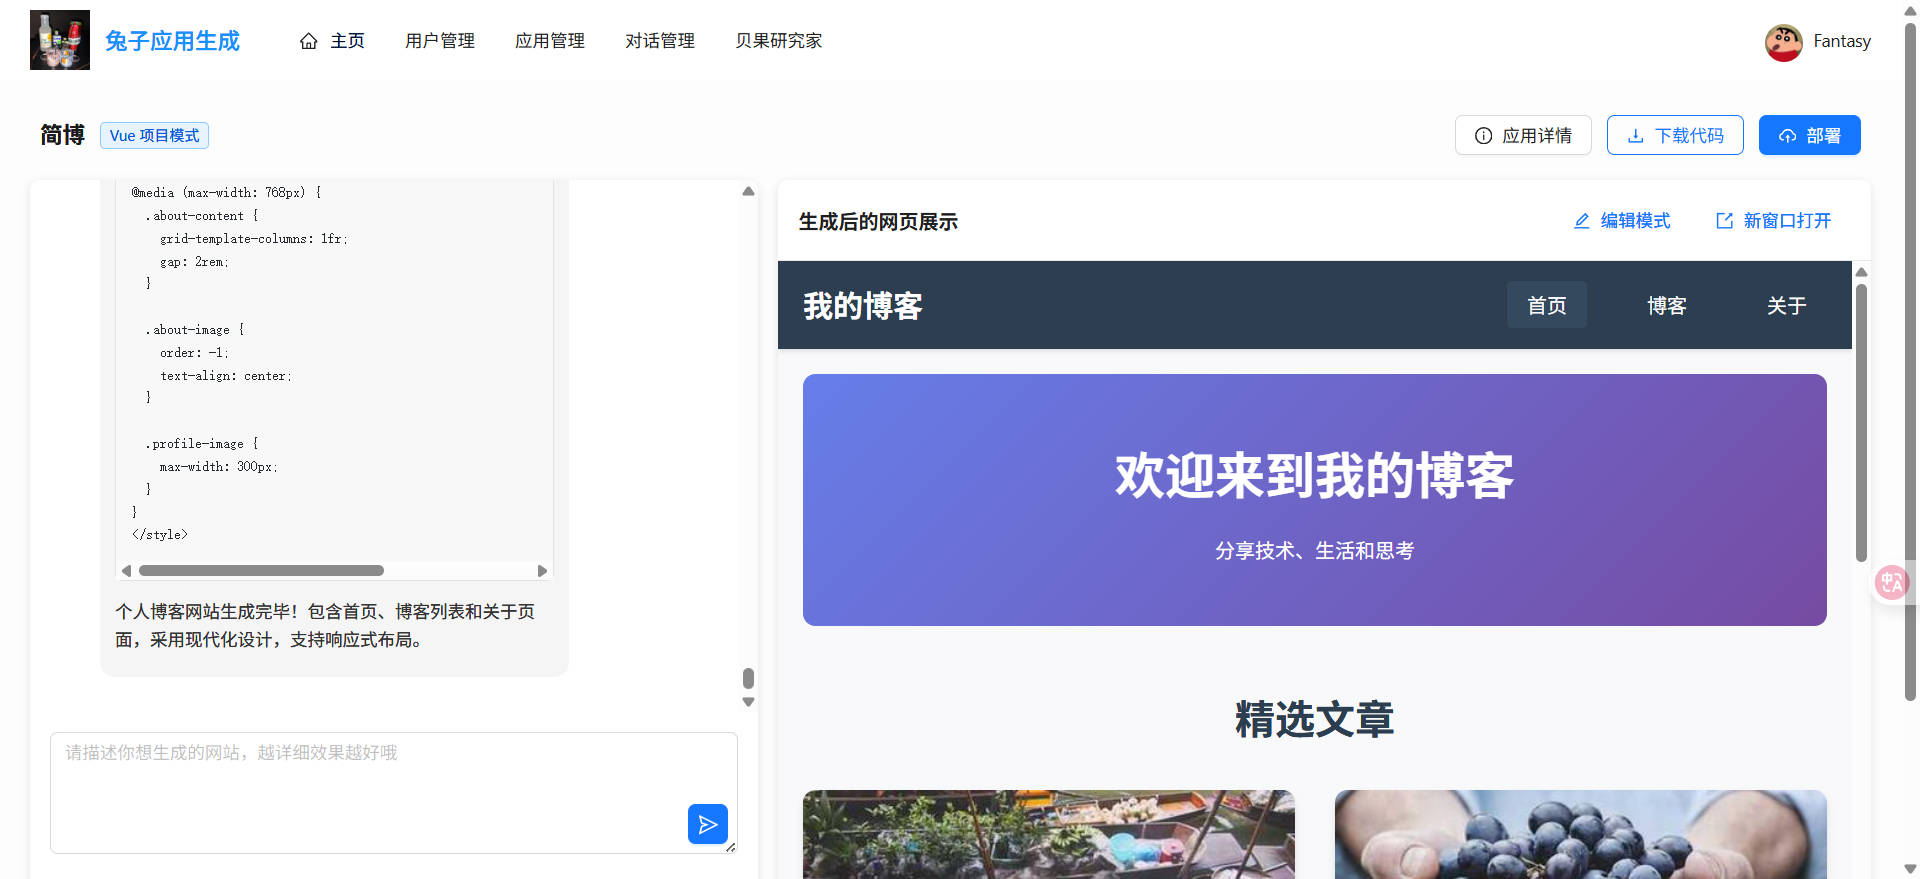 兔子应用生成
主页
用户管理
应用管理
对话管理
贝果研究家
Fantasy
简博
Vue 项目模式
应用详情
下载代码
部署
@media (max-width: 768px) {
  .about-content {
    grid-template-columns: 1fr;
    gap: 2rem;
  }
  .about-image {
    order: -1;
    text-align: center;
  }
  .profile-image {
    max-width: 300px;
  }
}
</style>
个人博客网站生成完毕！包含首页、博客列表和关于页
面，采用现代化设计，支持响应式布局。
请描述你想生成的网站，越详细效果越好哦
生成后的网页展示
编辑模式
新窗口打开
我的博客
首页
博客
关于
欢迎来到我的博客
分享技术、生活和思考
精选文章
中
A